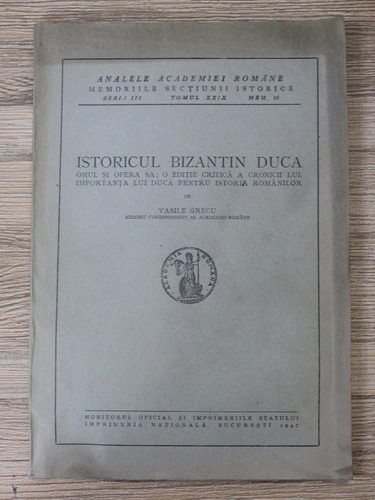 ANALELE ACADEMIEI ROMÂNE
MEMORIILE SECȚIUNII ISTORICE
SERIA III TOMUL XXIX MEM.
ISTORICUL BIZANTIN DUCA
OMUL ȘI OPERA SA; O EDIȚIE CRITICĂ A CRONICII LUI
IMPORTANȚA LUI DUCA PENTRU ISTORIA ROMÂNILOR
DE
VASILE GRECU
MEMBRU CORESPONDENT AL ACADEMIEI ROMÂNE
ACADEMIA ROMANA
MONITORUL OFICIAL ȘI IMPRIMERIILE STATULUI
IMPRIMERIA NAȚIONALĂ, BUCUREȘTI 1947